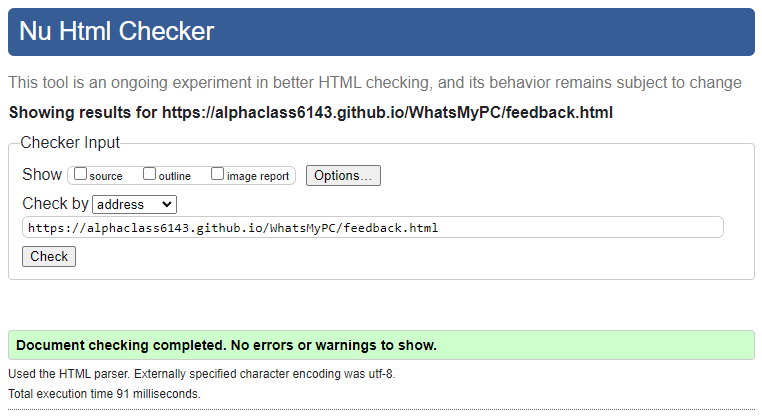 Nu Html Checker
This tool is an ongoing experiment in better HTML checking, and its behavior remains subject to change
Showing results for https://alphaclass6143.github.io/WhatsMyPC/feedback.html
Checker Input
Show source outline image report Options...
Check by address
https://alphaclass6143.github.io/WhatsMyPC/feedback.html
Check
Document checking completed. No errors or warnings to show.
Used the HTML parser. Externally specified character encoding was utf-8.
Total execution time 91 milliseconds.